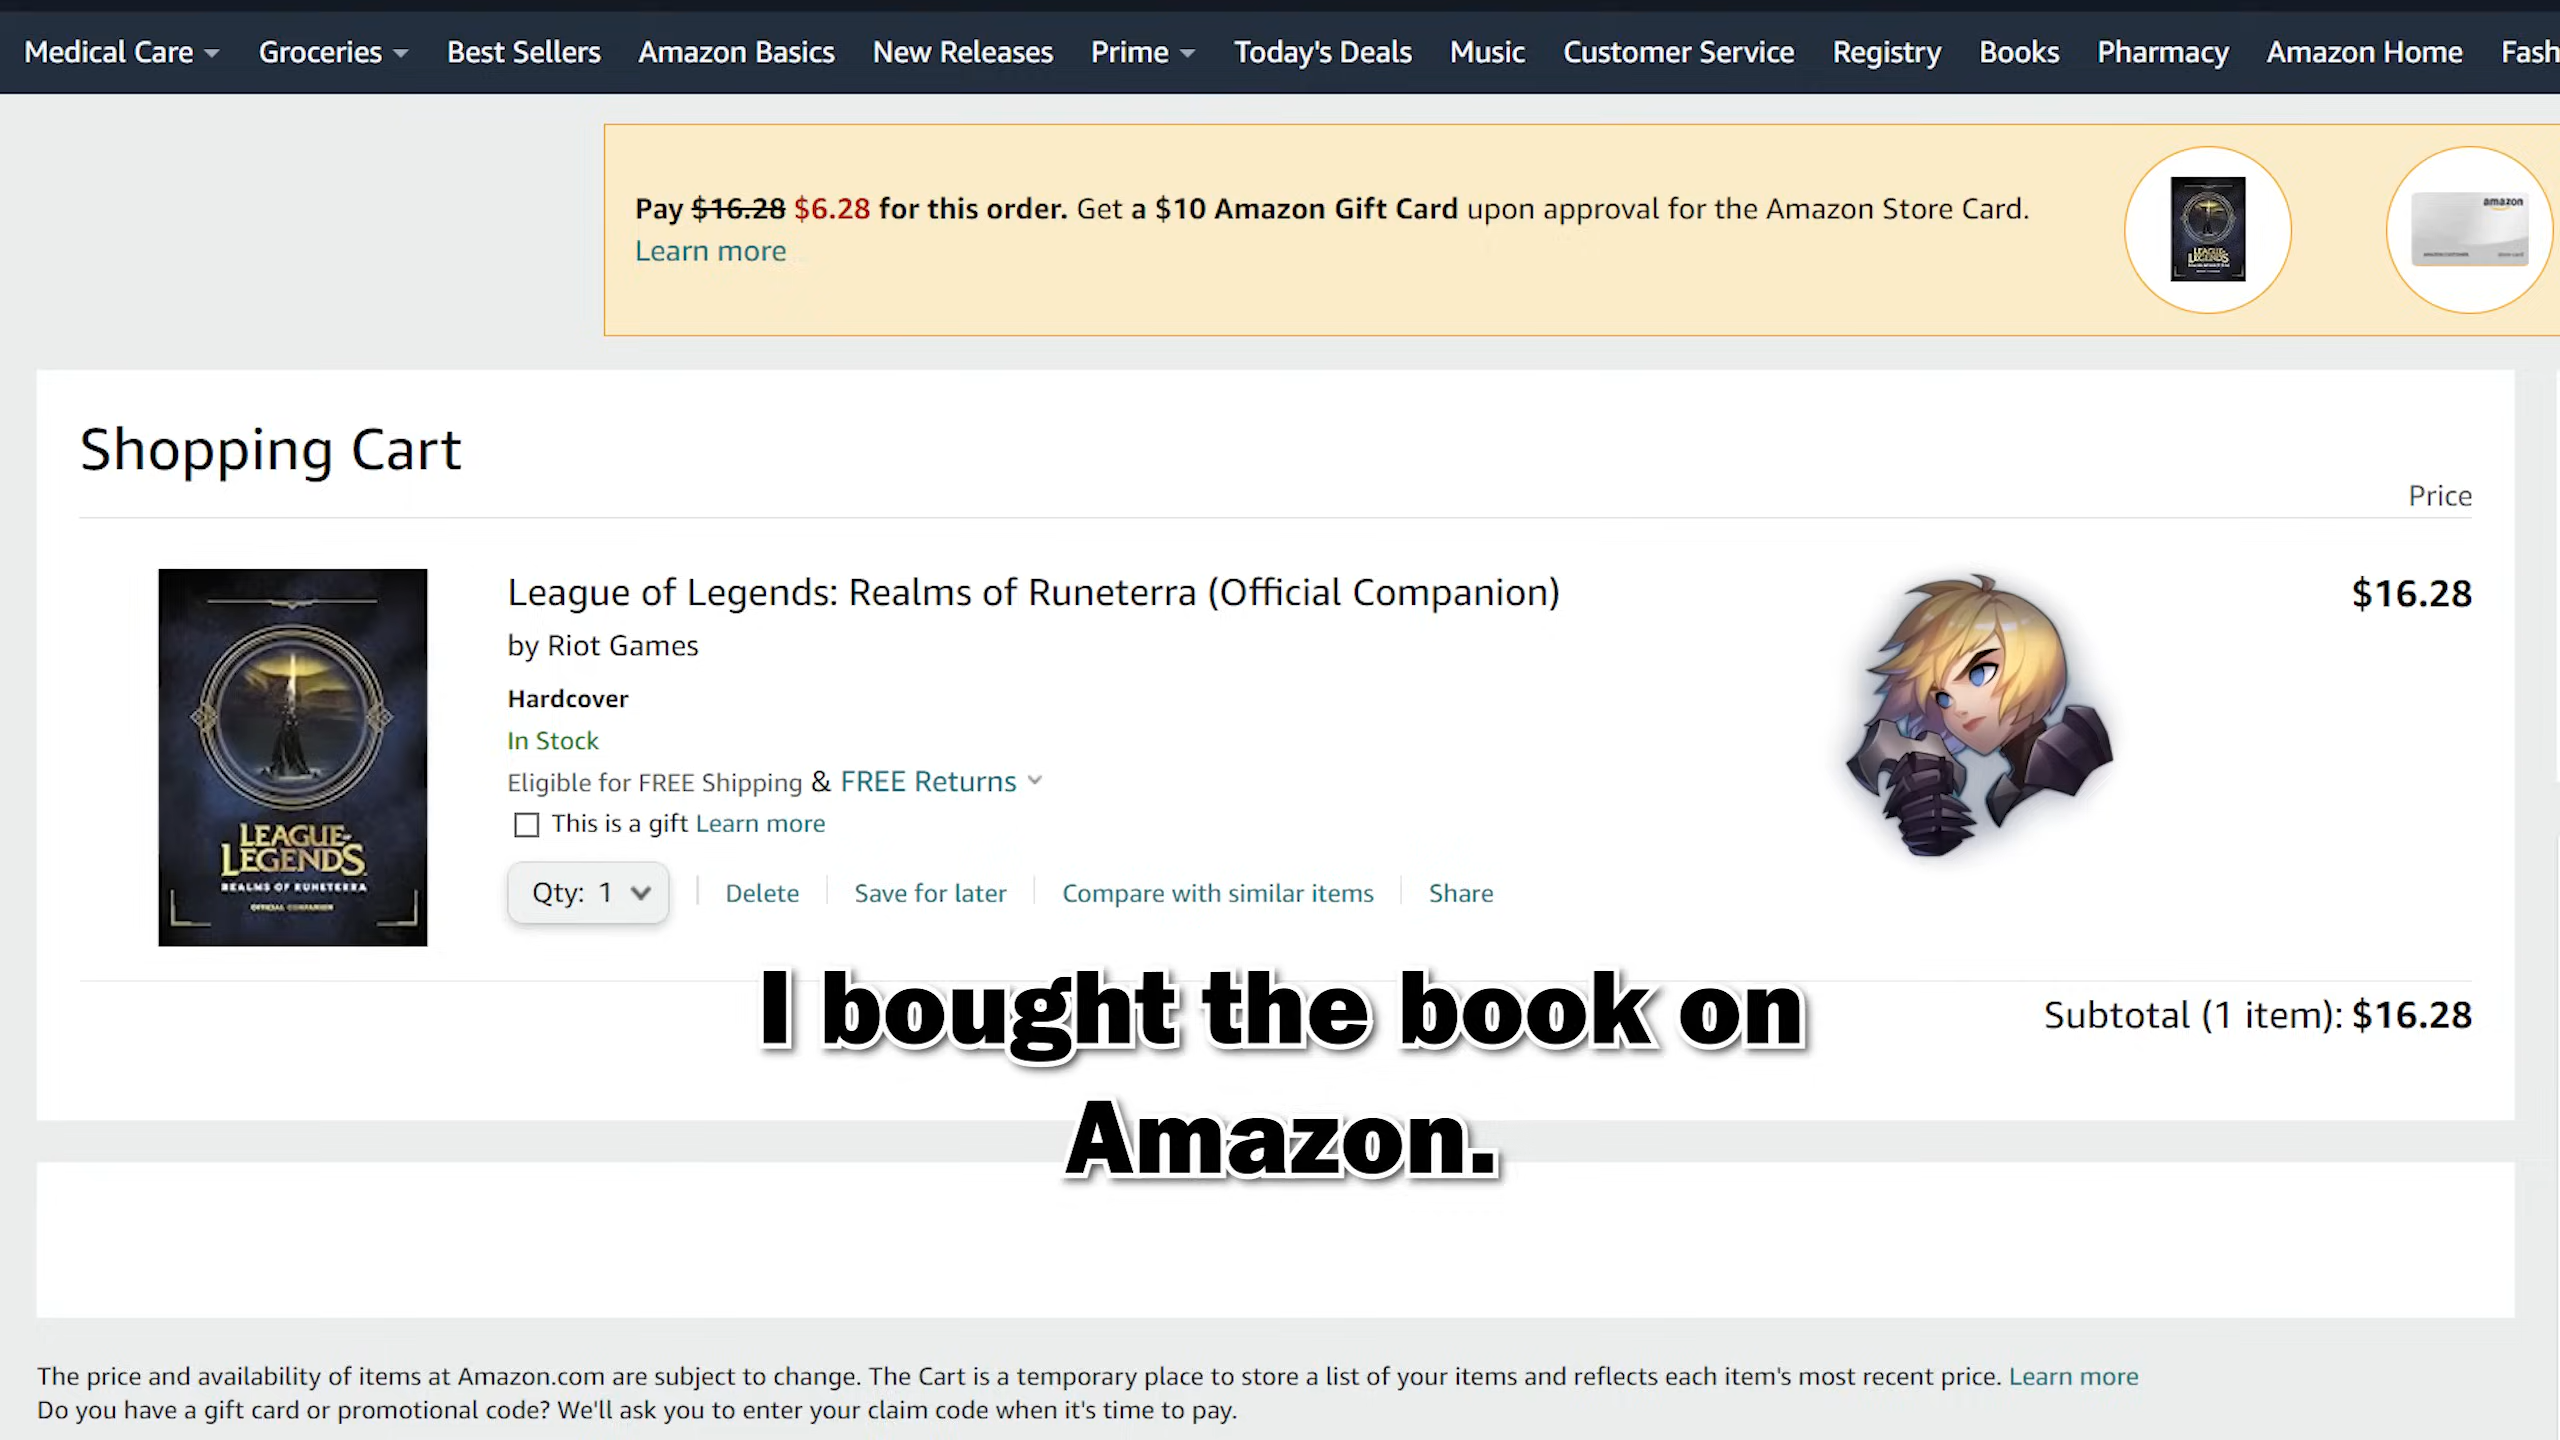 Medical Care Groceries Best Sellers Amazon Basics New Releases Prime Today's Deals Music Customer Service Registry Books Pharmacy Amazon Home Fash
Pay $16.28 $6.28 for this order. Get a $10 Amazon Gift Card upon approval for the Amazon Store Card.
Learn more
LEAGUE OF
LEGENDS
amazon
Shopping Cart
Price
LEAGUE OF
LEGENDS
REALMS OF RUNETERRA
OFFICIAL COMPANION
League of Legends: Realms of Runeterra (Official Companion)
$16.28
by Riot Games
Hardcover
In Stock
Eligible for FREE Shipping & FREE Returns
This is a gift Learn more
Qty: 1 Delete Save for later Compare with similar items Share
I bought the book on
Amazon.
Subtotal (1 item): $16.28
The price and availability of items at Amazon.com are subject to change. The Cart is a temporary place to store a list of your items and reflects each item's most recent price. Learn more
Do you have a gift card or promotional code? We'll ask you to enter your claim code when it's time to pay.